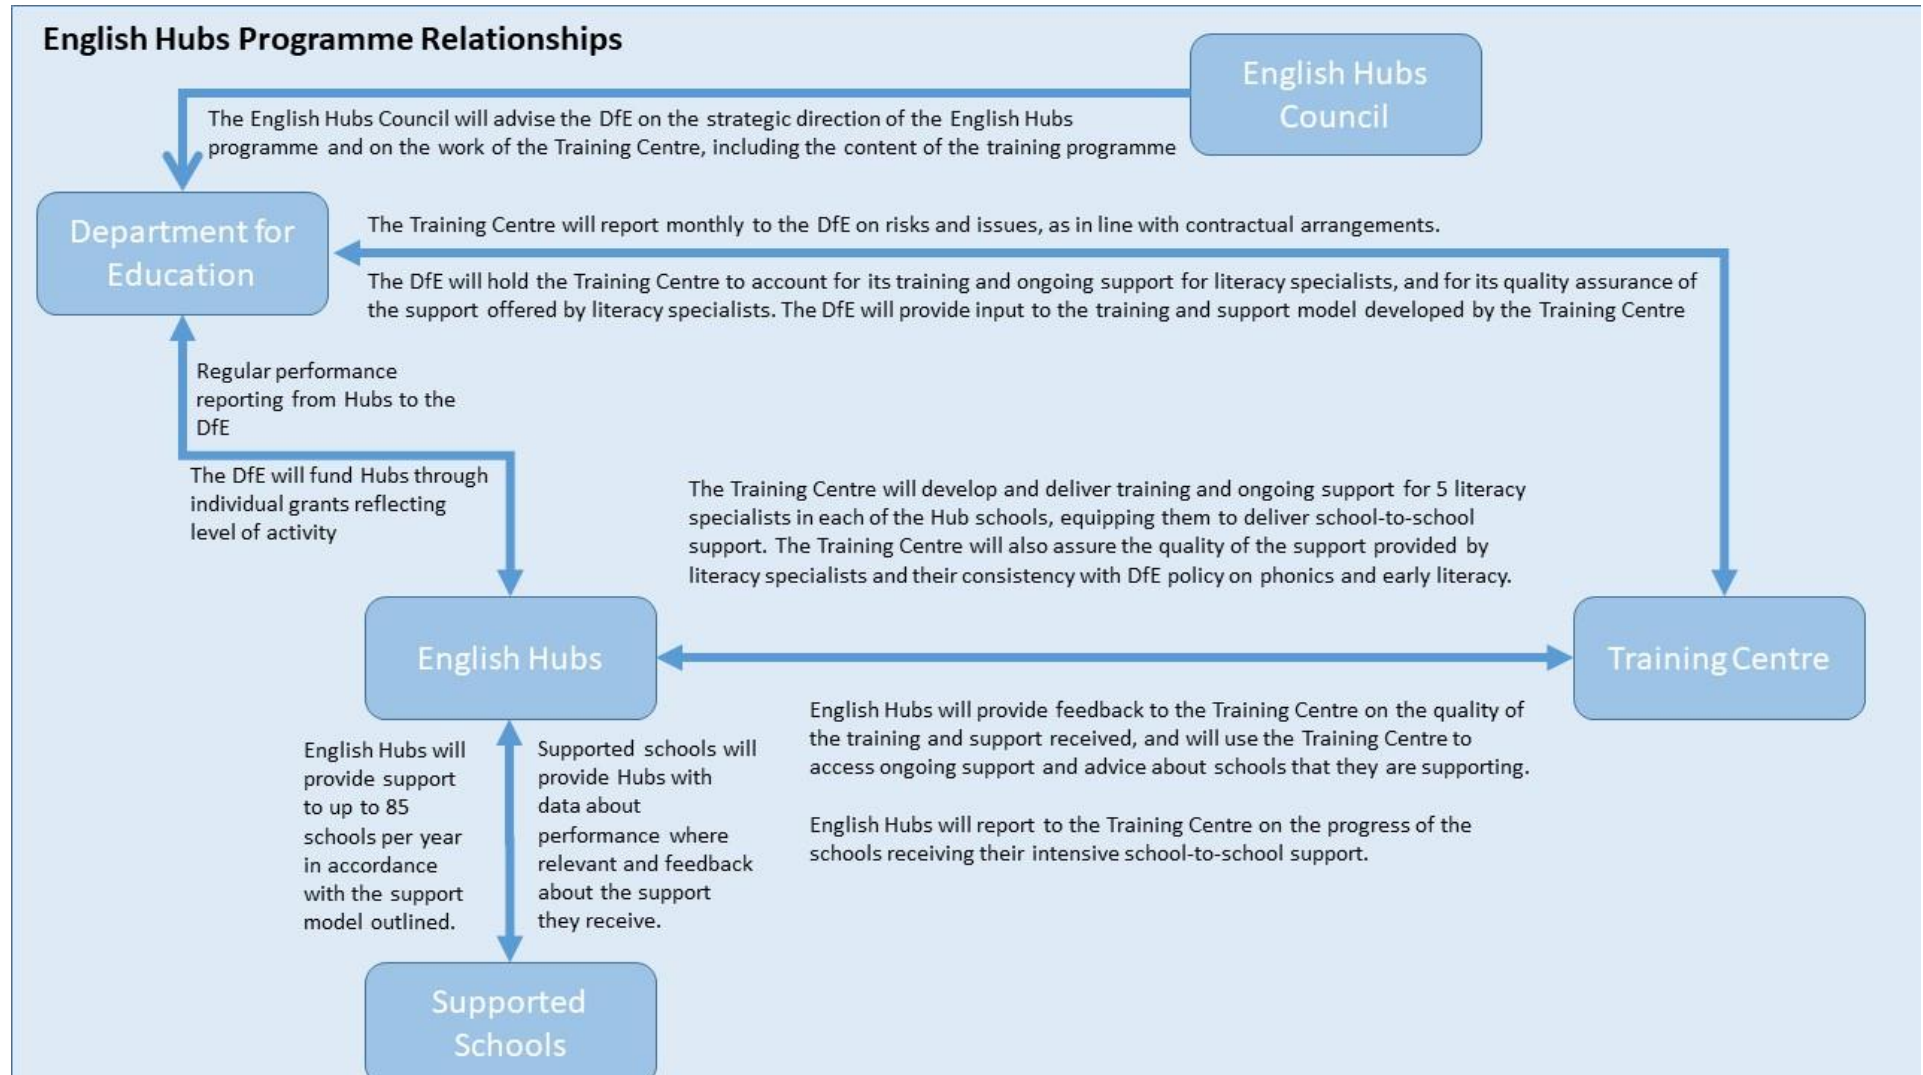 English Hubs Programme Relationships
English Hubs
Council
The English Hubs Council will advise the DfE on the strategic direction of the English Hubs
programme and on the work of the Training Centre, including the content of the training programme
Department for
Education
The Training Centre will report monthly to the DfE on risks and issues, as in line with contractual arrangements.
The DfE will hold the Training Centre to account for its training and ongoing support for literacy specialists, and for its quality assurance of
the support offered by literacy specialists. The DfE will provide input to the training and support model developed by the Training Centre
Regular performance
reporting from Hubs to the
DfE
The DfE will fund Hubs through
individual grants reflecting
level of activity
The Training Centre will develop and deliver training and ongoing support for 5 literacy
specialists in each of the Hub schools, equipping them to deliver school-to-school
support. The Training Centre will also assure the quality of the support provided by
literacy specialists and their consistency with DfE policy on phonics and early literacy.
English Hubs
Training Centre
English Hubs will
provide support
to up to 85
schools per year
in accordance
with the support
model outlined.
Supported schools will
provide Hubs with
data about
performance where
relevant and feedback
about the support
they receive.
English Hubs will provide feedback to the Training Centre on the quality of
the training and support received, and will use the Training Centre to
access ongoing support and advice about schools that they are supporting.
English Hubs will report to the Training Centre on the progress of the
schools receiving their intensive school-to-school support.
Supported
Schools